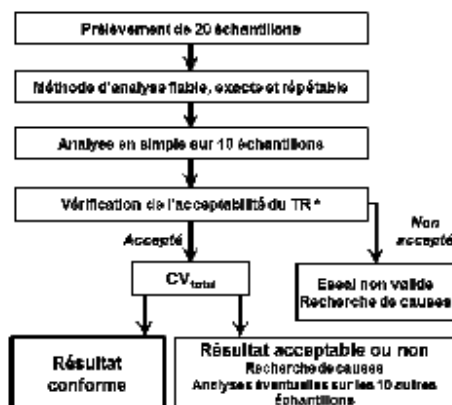 Prélèvement de 20 échantillons
Méthode d'analyse fiable, exacte et répétable
Analyse en simple sur 10 échantillons
Vérification de l'acceptabilité du TR *
Accepté
Non
accepté
CVtotal
Essai non valide
Recherche de causes
Résultat
conforme
Résultat acceptable ou non
Recherche de causes
Analyses éventuelles sur les 10 autres
échantillons